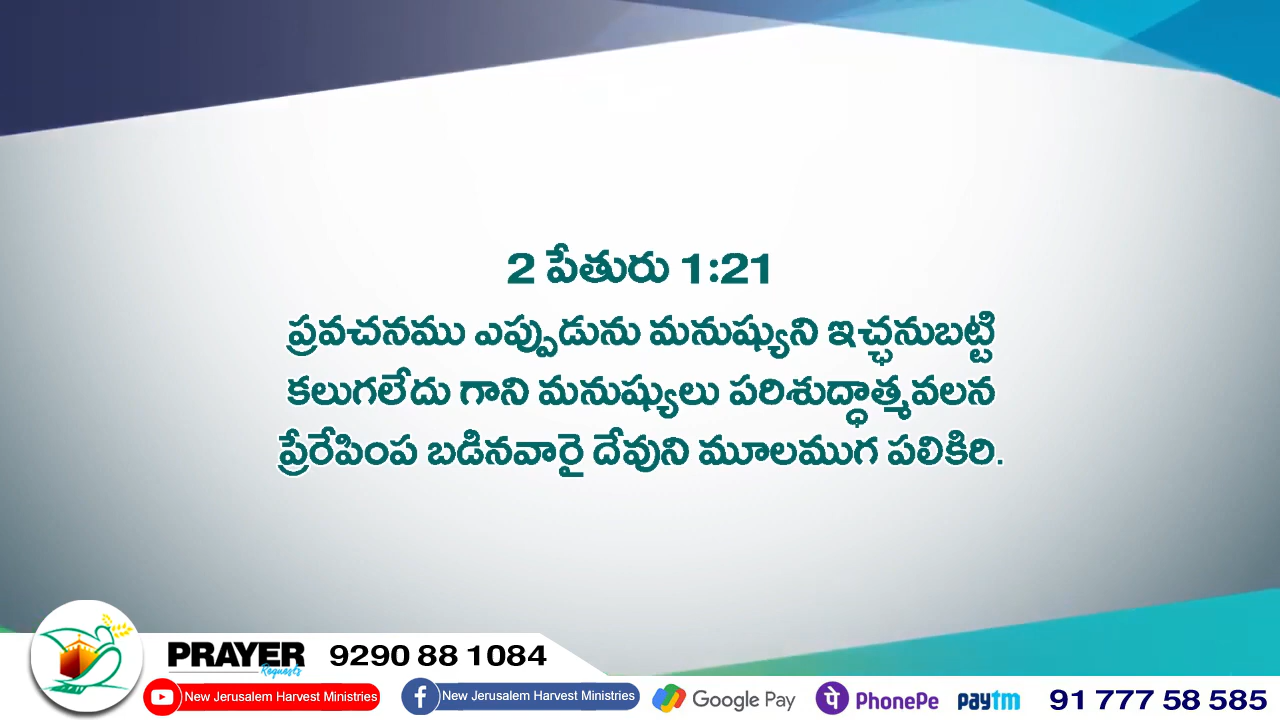 2 పేతురు 1:21
ప్రవచనము ఎప్పుడును మనుష్యుని ఇచ్ఛనుబట్టి
కలుగలేదు గాని మనుష్యులు పరిశుద్ధాత్మవలన
ప్రేరేపింప బడినవారై దేవుని మూలముగ పలికిరి.
PRAYER 9290 88 1084
Requests
New Jerusalem Harvest Ministries New Jerusalem Harvest Ministries Google Pay PhonePe paytm 91 777 58 585